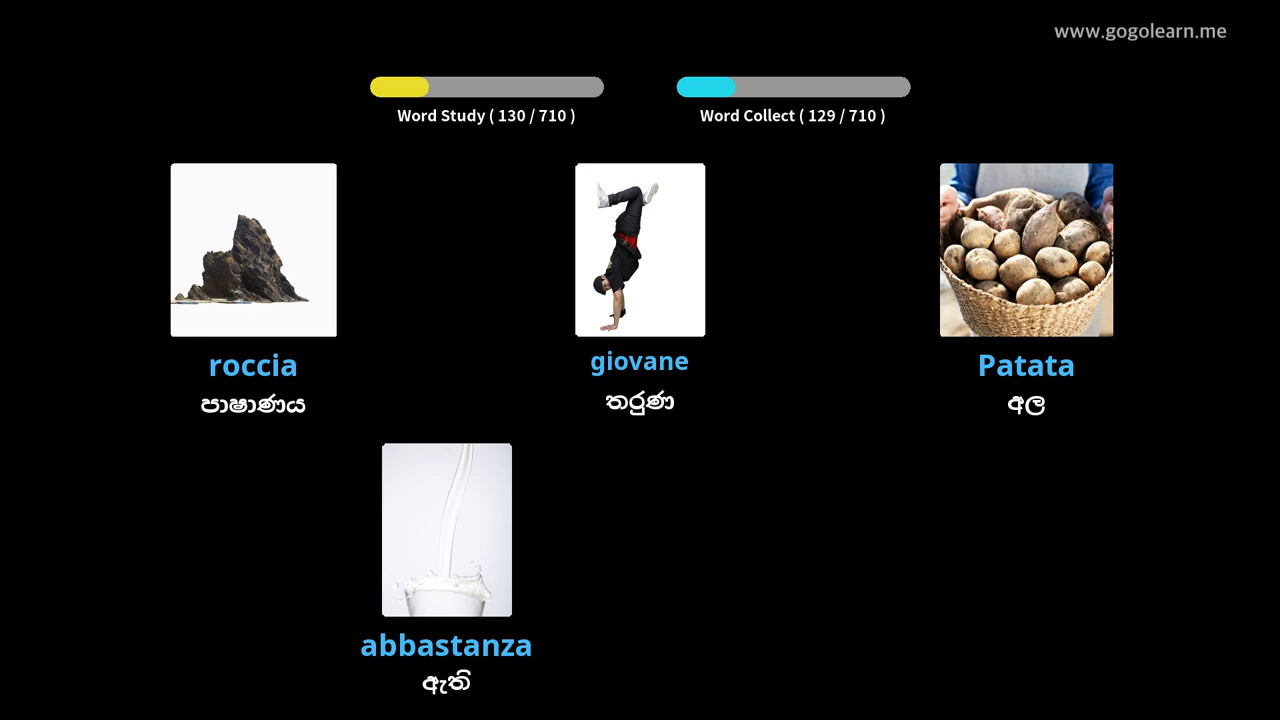 www.gogolearn.me
Word Study ( 130 / 710 )
Word Collect ( 129 / 710 )
roccia
පාෂාණය
giovane
තරුණ
Patata
අල
abbastanza
ඇති